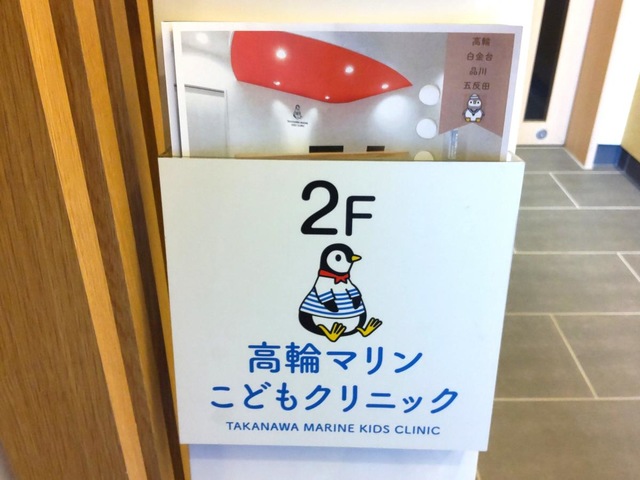 高輪
白金台
品川
五反田
2F
高輪マリン
こどもクリニック
TAKANAWA MARINE KIDS CLINIC